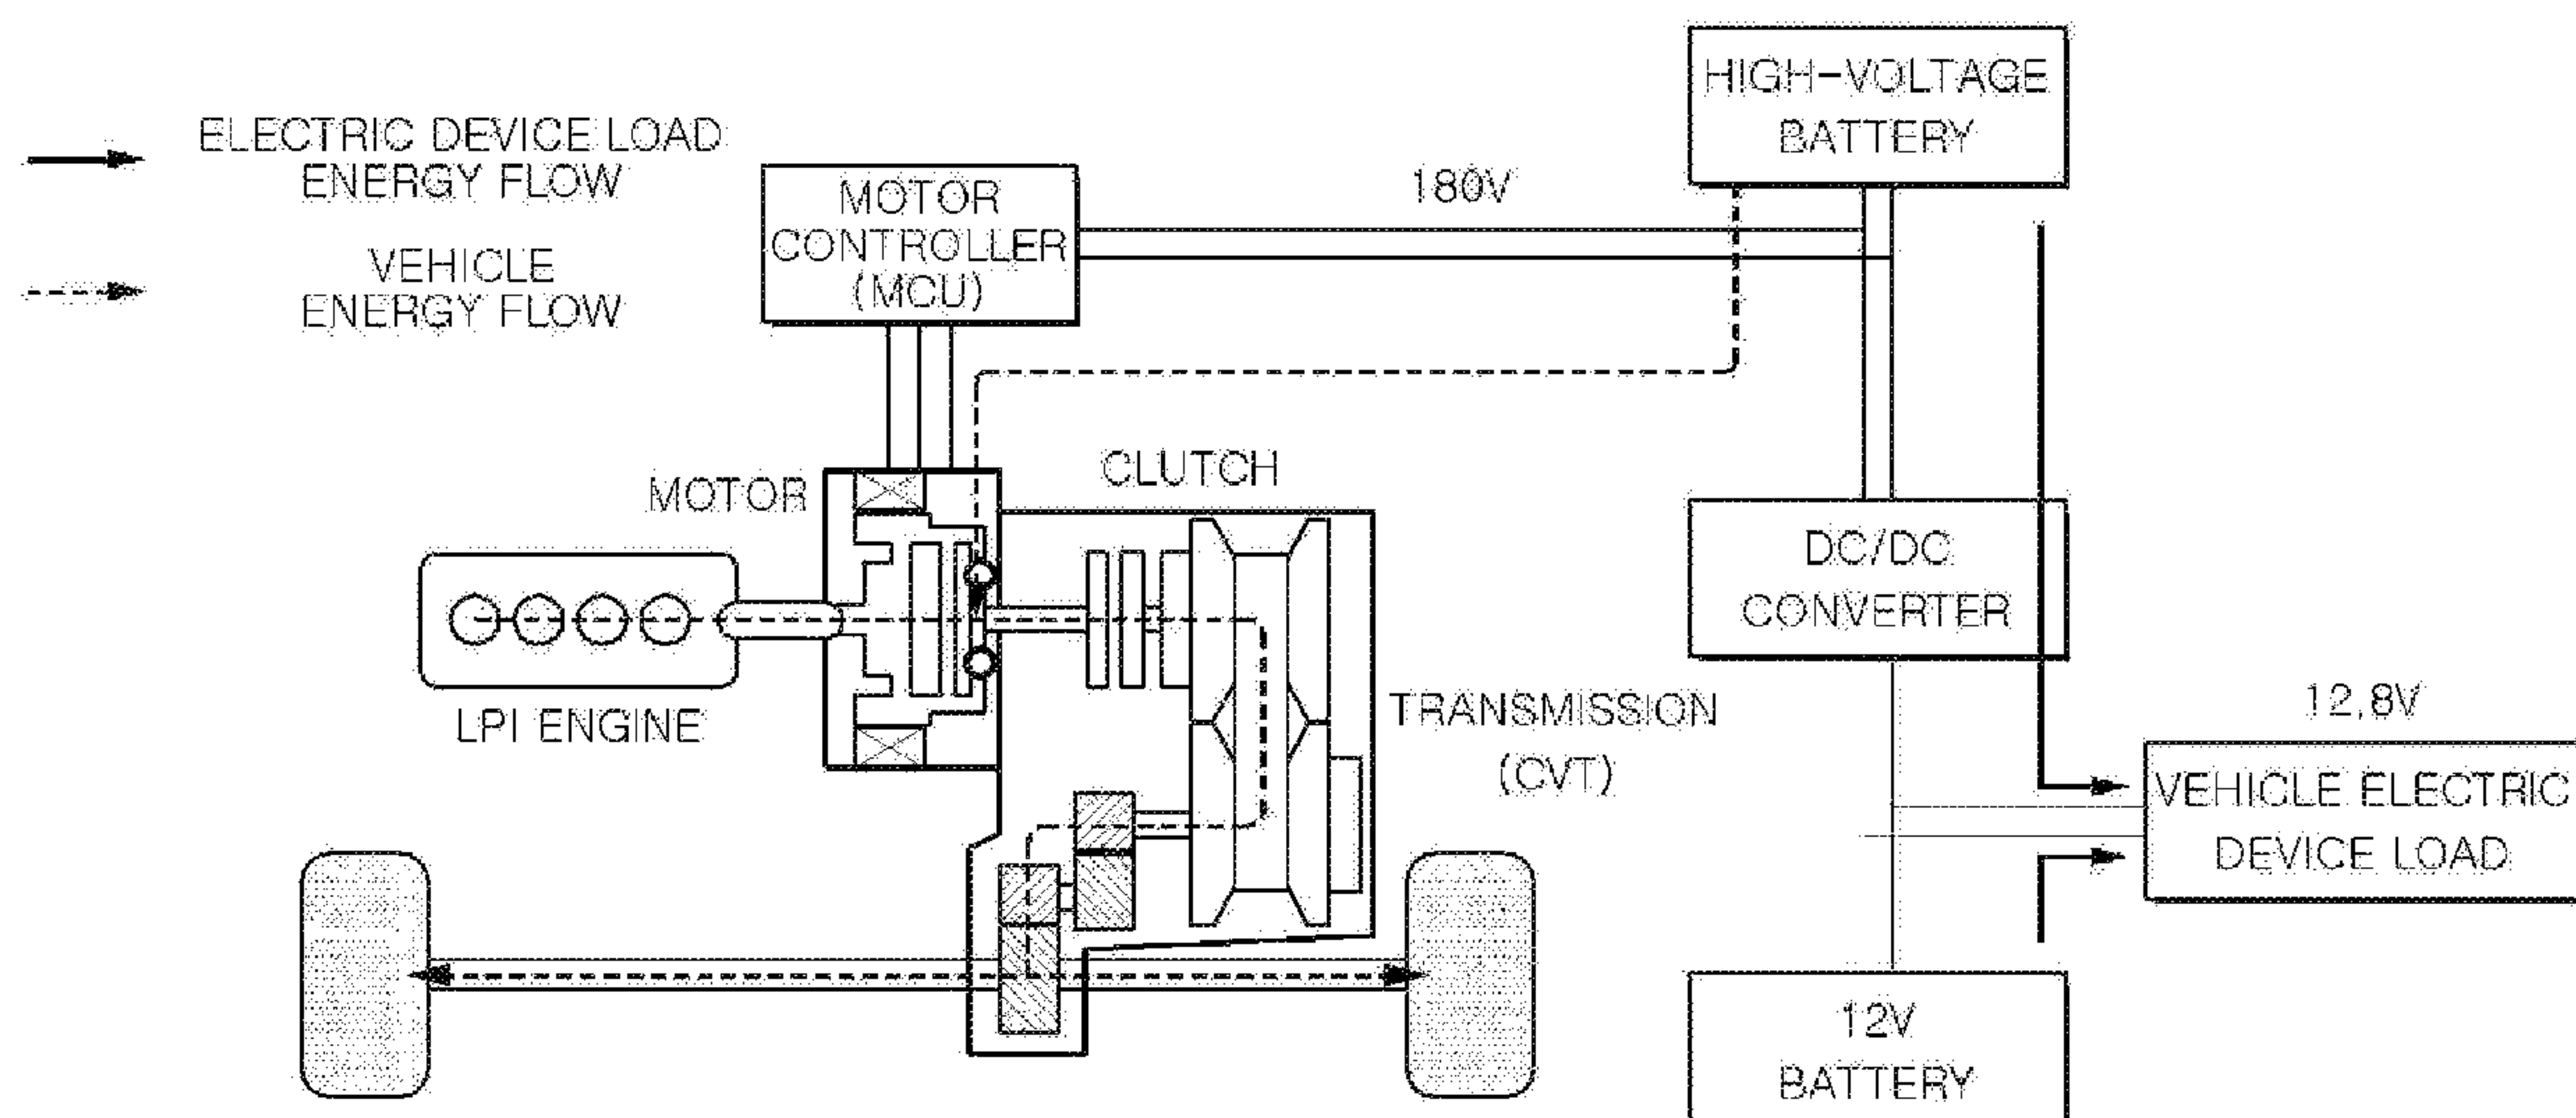 ELECTRIC DEVICE LOAD
ENERGY FLOW
VEHICLE
ENERGY FLOW
MOTOR
CONTROLLER
(MCU)
180V
HIGH-VOLTAGE
BATTERY
MOTOR
CLUTCH
LPI ENGINE
TRANSMISSION
(CVT)
DC/DC
CONVERTER
12,8V
VEHICLE ELECTRIC
DEVICE LOAD
12V
BATTERY